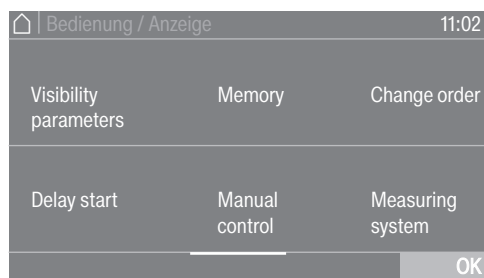 Bedienung / Anzeige 11:02
Visibility parameters
Memory
Change order
Delay start
Manual control
Measuring system
OK